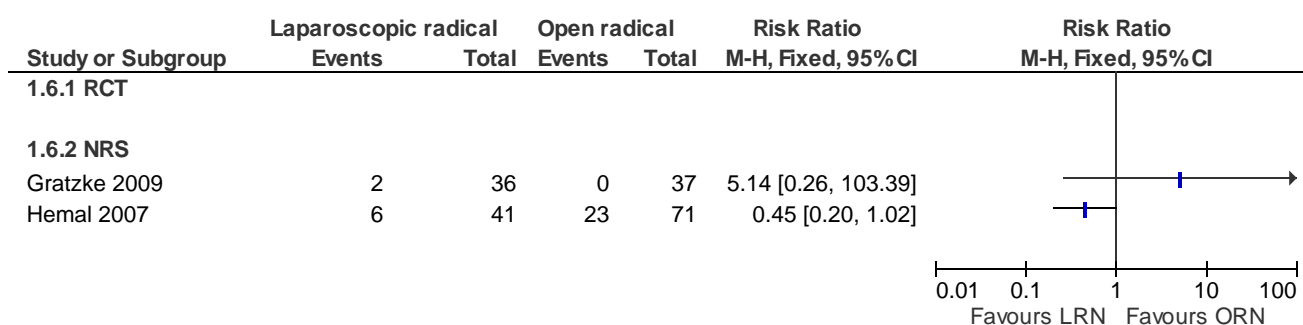 Laparoscopic radical Open radical Risk Ratio Risk Ratio
Study or Subgroup Events Total Events Total M-H, Fixed, 95% CI M-H, Fixed, 95% CI
1.6.1 RCT
1.6.2 NRS
Gratzke 2009 2 36 0 37 5.14 [0.26, 103.39]
Hemal 2007 6 41 23 71 0.45 [0.20, 1.02]
0.01 0.1 1 10 100
Favours LRN Favours ORN